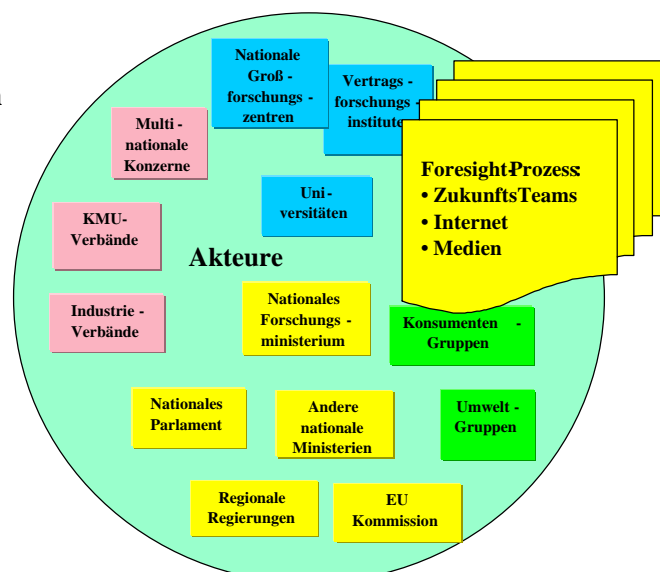 Nationale
Groß -
forschungs -
zentren
Vertrags -
forschungs -
institute
Multi -
nationale
Konzerne
Foresight-Prozess:
• ZukunftsTeams
• Internet
• Medien
Uni -
versitäten
KMU-
Verbände
Akteure
Industrie -
Verbände
Nationales
Forschungs -
ministerium
Konsumenten -
Gruppen
Nationales
Parlament
Andere
nationale
Ministerien
Umwelt -
Gruppen
Regionale
Regierungen
EU
Kommission